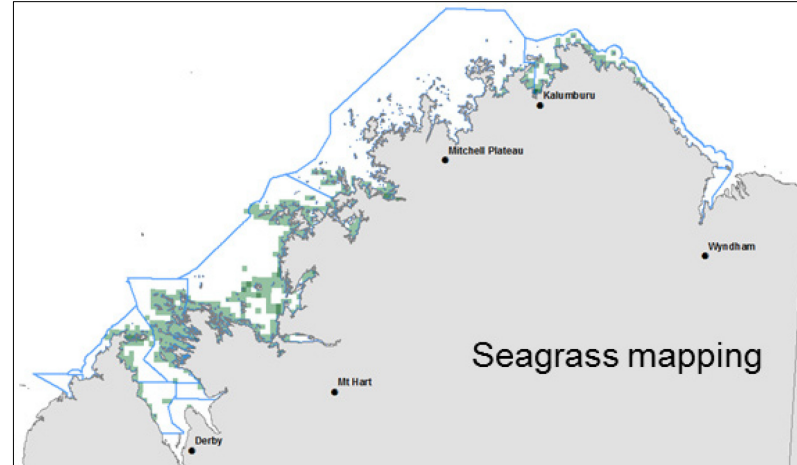 Kalumburu
Mitchell Plateau
Wyndham
Seagrass mapping
Mt Hart
Derby